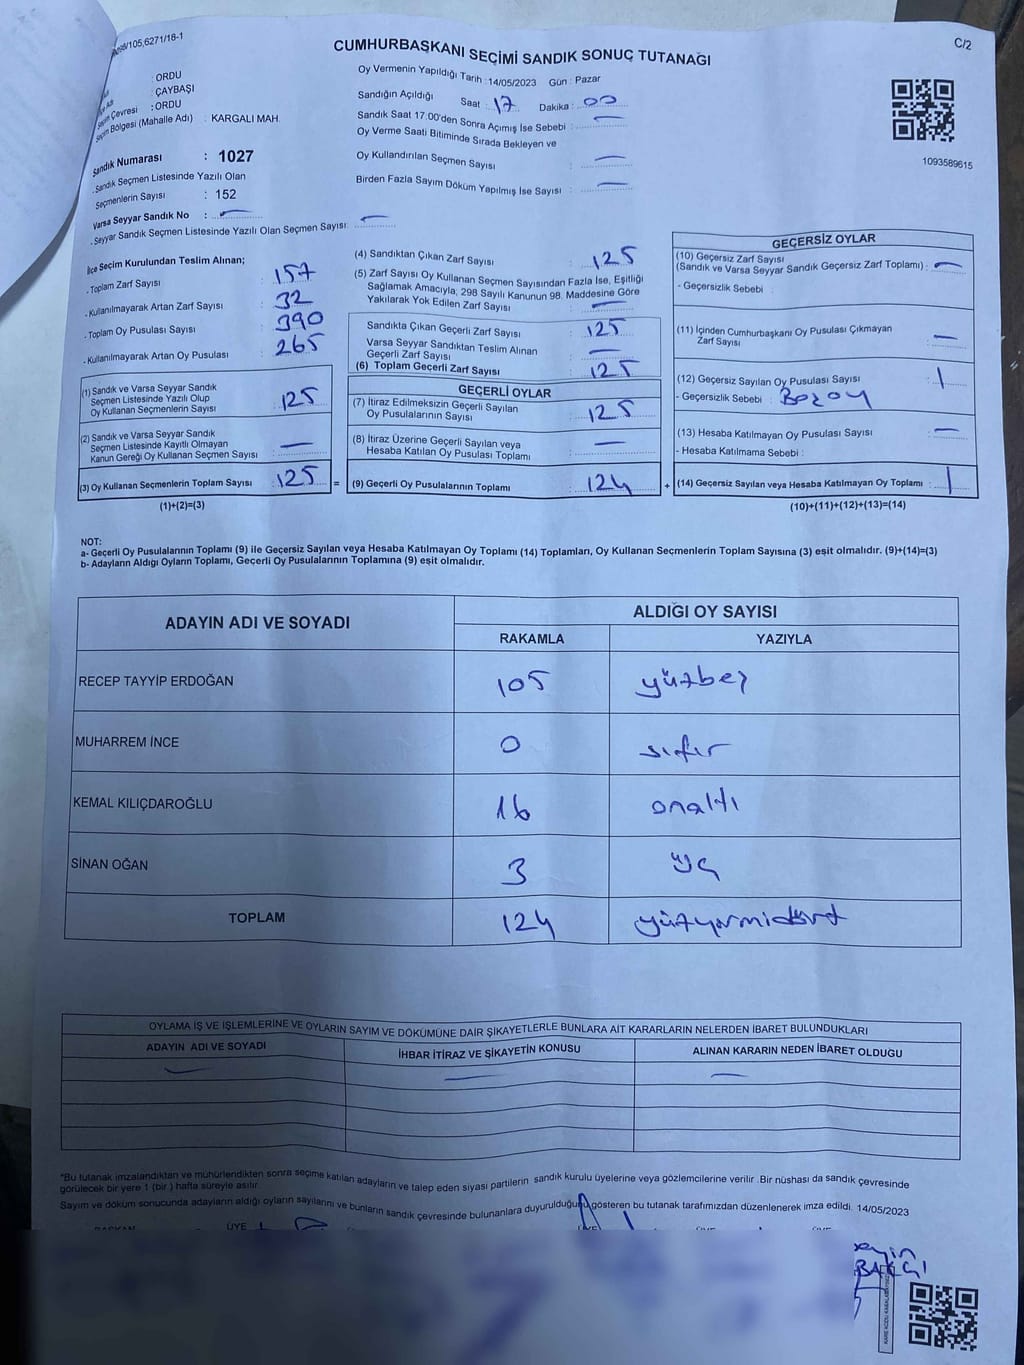 /105,6271/18-1
C/2
CUMHURBAŞKANI SEÇİMİ SANDIK SONUÇ TUTANAĞI
: ORDU
: ÇAYBAŞI
Çevresi : ORDU
Bölgesi (Mahalle Adı) : KARGALI MAH.
Sandık Numarası : 1027
. Sandık Seçmen Listesinde Yazılı Olan
Seçmenlerin Sayısı : 152
Varsa Seyyar Sandık No : —
. Seyyar Sandık Seçmen Listesinde Yazılı Olan Seçmen Sayısı : —
Oy Vermenin Yapıldığı Tarih : 14/05/2023 Gün : Pazar
Sandığın Açıldığı Saat : 17 Dakika : 00
Sandık Saat 17.00'den Sonra Açımış İse Sebebi : —
Oy Verme Saati Bitiminde Sırada Bekleyen ve
Oy Kullandırılan Seçmen Sayısı : —
Birden Fazla Sayım Döküm Yapılmış İse Sayısı : —
1093589615
İlçe Seçim Kurulundan Teslim Alınan;
. Toplam Zarf Sayısı : 157
. Kullanılmayarak Artan Zarf Sayısı : 32
. Toplam Oy Pusulası Sayısı : 390
. Kullanılmayarak Artan Oy Pusulası : 265
(1) Sandık ve Varsa Seyyar Sandık
Seçmen Listesinde Yazılı Olup
Oy Kullanan Seçmenlerin Sayısı : 125
(2) Sandık ve Varsa Seyyar Sandık
Seçmen Listesinde Kayıtlı Olmayan
Kanun Gereği Oy Kullanan Seçmen Sayısı : —
(3) Oy Kullanan Seçmenlerin Toplam Sayısı : 125 =
(1)+(2)=(3)
(4) Sandıktan Çıkan Zarf Sayısı : 125
(5) Zarf Sayısı Oy Kullanan Seçmen Sayısından Fazla İse, Eşitliği
Sağlamak Amacıyla; 298 Sayılı Kanunun 98. Maddesine Göre
Yakılarak Yok Edilen Zarf Sayısı : —
Sandıkta Çıkan Geçerli Zarf Sayısı : 125
Varsa Seyyar Sandıktan Teslim Alınan
Geçerli Zarf Sayısı : —
(6) Toplam Geçerli Zarf Sayısı : 125
GEÇERLİ OYLAR
(7) İtiraz Edilmeksizin Geçerli Sayılan
Oy Pusulalarının Sayısı : 125
(8) İtiraz Üzerine Geçerli Sayılan veya
Hesaba Katılan Oy Pusulası Toplamı : —
(9) Geçerli Oy Pusulalarının Toplamı : 124 +
GEÇERSİZ OYLAR
(10) Geçersiz Zarf Sayısı
(Sandık ve Varsa Seyyar Sandık Geçersiz Zarf Toplamı) : —
- Geçersizlik Sebebi :
(11) İçinden Cumhurbaşkanı Oy Pusulası Çıkmayan
Zarf Sayısı : —
(12) Geçersiz Sayılan Oy Pusulası Sayısı : 1
- Geçersizlik Sebebi :
(13) Hesaba Katılmayan Oy Pusulası Sayısı : —
- Hesaba Katılmama Sebebi :
(14) Geçersiz Sayılan veya Hesaba Katılmayan Oy Toplamı : 1
(10)+(11)+(12)+(13)=(14)
NOT:
a- Geçerli Oy Pusulalarının Toplamı (9) ile Geçersiz Sayılan veya Hesaba Katılmayan Oy Toplamı (14) Toplamları, Oy Kullanan Seçmenlerin Toplam Sayısına (3) eşit olmalıdır. (9)+(14)=(3)
b- Adayların Aldığı Oyların Toplamı, Geçerli Oy Pusulalarının Toplamına (9) eşit olmalıdır.
ADAYIN ADI VE SOYADI
ALDIĞI OY SAYISI
RAKAMLA YAZIYLA
RECEP TAYYİP ERDOĞAN 105 yüzbeş
MUHARREM İNCE 0 sıfır
KEMAL KILIÇDAROĞLU 16 onaltı
SİNAN OĞAN 3 üç
TOPLAM 124 yüzyirmidört
OYLAMA İŞ VE İŞLEMLERİNE VE OYLARIN SAYIM VE DÖKÜMÜNE DAİR ŞİKAYETLERLE BUNLARA AİT KARARLARIN NELERDEN İBARET BULUNDUKLARI
ADAYIN ADI VE SOYADI İHBAR İTİRAZ VE ŞİKAYETİN KONUSU ALINAN KARARIN NEDEN İBARET OLDUĞU
— — —
*Bu tutanak imzalandıktan ve mühürlendikten sonra seçime katılan adayların ve talep eden siyasi partilerin sandık kurulu üyelerine veya gözlemcilerine verilir .Bir nüshası da sandık çevresinde
görülecek bir yere 1 (bir ) hafta süreyle asılır.
Sayım ve döküm sonucunda adayların aldığı oyların sayılarını ve bunların sandık çevresinde bulunanlara duyurulduğunu gösteren bu tutanak tarafımızdan düzenlenerek imza edildi. 14/05/2023
BAŞKAN ÜYE ÜYE ÜYE ÜYE